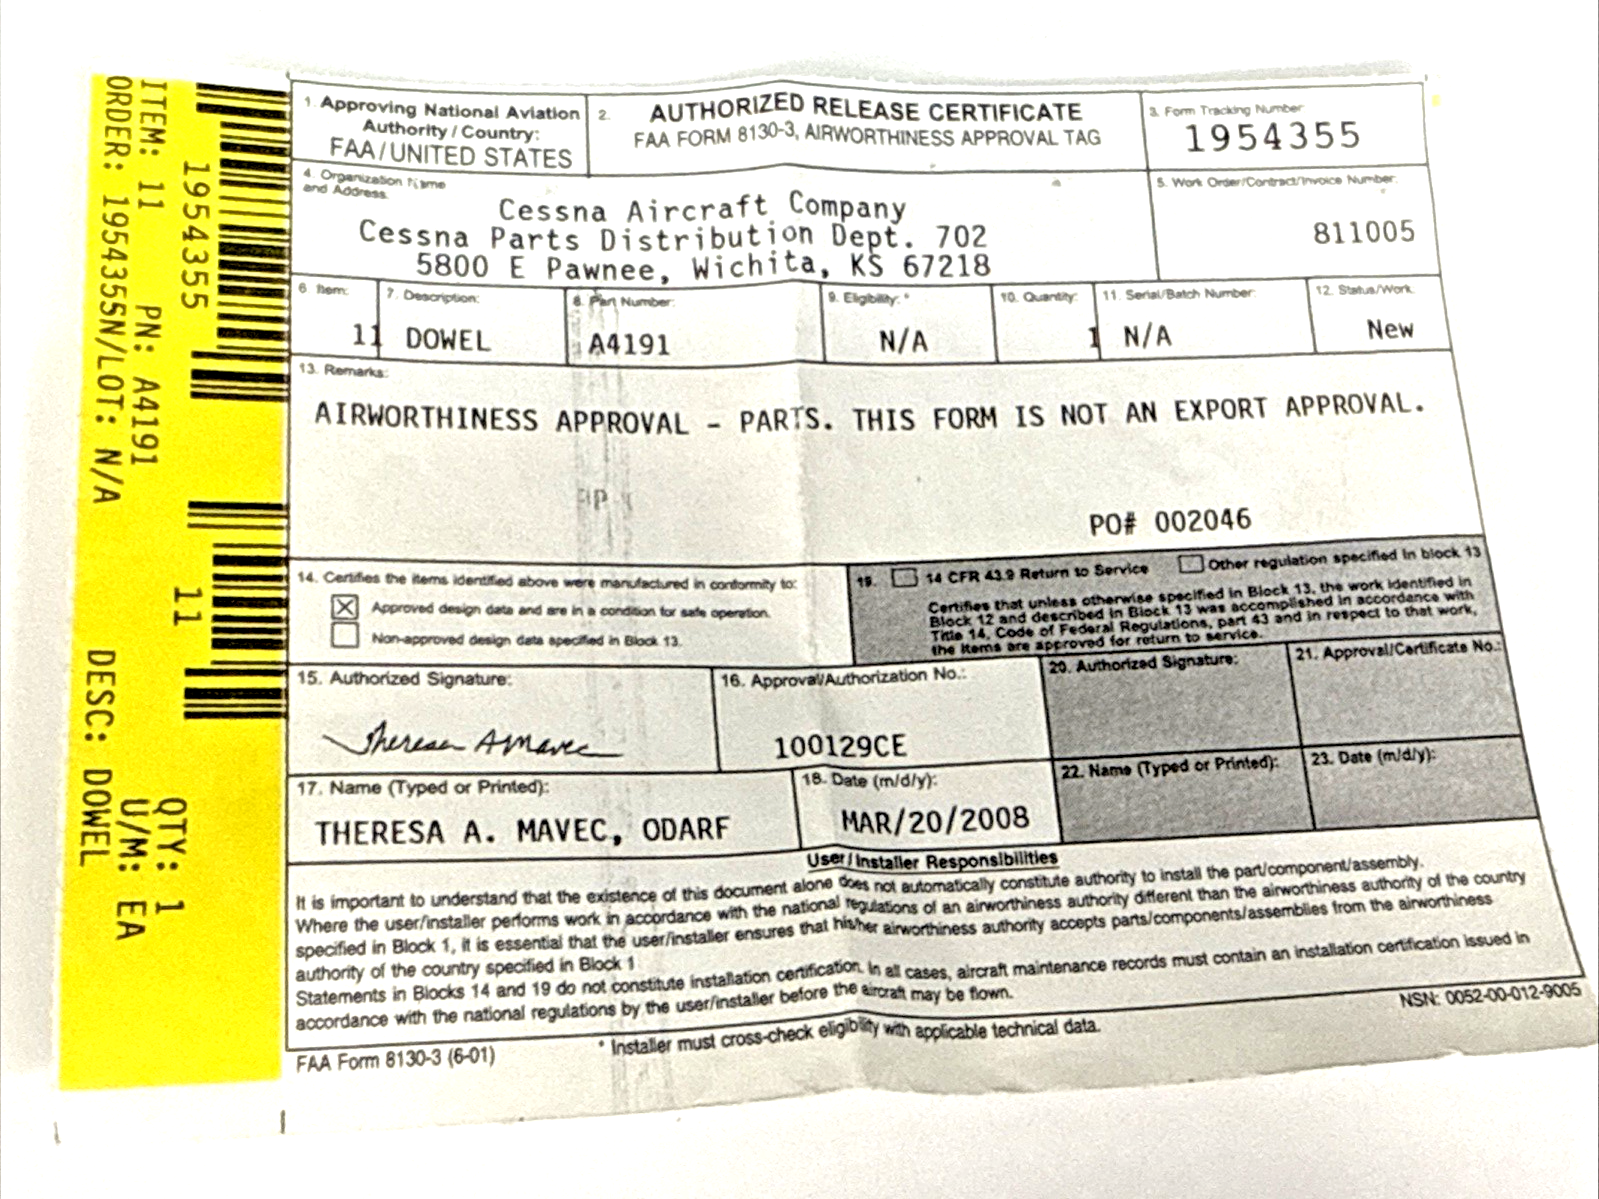 ITEM: 11 PN: A4191 QTY: 1
ORDER: 1954355N/LOT: N/A U/M: EA
DESC: DOWEL
1954355
11
1. Approving National Aviation
Authority / Country:
FAA/UNITED STATES
2.
AUTHORIZED RELEASE CERTIFICATE
FAA FORM 8130-3, AIRWORTHINESS APPROVAL TAG
3. Form Tracking Number
1954355
4. Organization Name
and Address.
Cessna Aircraft Company
Cessna Parts Distribution Dept. 702
5800 E Pawnee, Wichita, KS 67218
5. Work Order/Contract/Invoice Number:
811005
6. Item:
11
7. Description:
DOWEL
8. Part Number:
A4191
9. Eligibility: *
N/A
10. Quantity:
1
11. Serial/Batch Number:
N/A
12. Status/Work:
New
13. Remarks:
AIRWORTHINESS APPROVAL - PARTS. THIS FORM IS NOT AN EXPORT APPROVAL.
PO# 002046
14. Certifies the items identified above were manufactured in conformity to:
Approved design data and are in a condition for safe operation.
Non-approved design data specified in Block 13.
19. 14 CFR 43.9 Return to Service Other regulation specified in block 13
Certifies that unless otherwise specified in Block 13, the work identified in
Block 12 and described in Block 13 was accomplished in accordance with
Title 14, Code of Federal Regulations, part 43 and in respect to that work,
the items are approved for return to service.
15. Authorized Signature:
Theresa A Mavec
16. Approval/Authorization No.:
100129CE
20. Authorized Signature:
21. Approval/Certificate No.:
17. Name (Typed or Printed):
THERESA A. MAVEC, ODARF
18. Date (m/d/y):
MAR/20/2008
22. Name (Typed or Printed):
23. Date (m/d/y):
User / Installer Responsibilities
It is important to understand that the existence of this document alone does not automatically constitute authority to install the part/component/assembly.
Where the user/installer performs work in accordance with the national regulations of an airworthiness authority different than the airworthiness authority of the country
specified in Block 1, it is essential that the user/installer ensures that his/her airworthiness authority accepts parts/components/assemblies from the airworthiness
authority of the country specified in Block 1
Statements in Blocks 14 and 19 do not constitute installation certification. In all cases, aircraft maintenance records must contain an installation certification issued in
accordance with the national regulations by the user/installer before the aircraft may be flown.
NSN: 0052-00-012-9005
FAA Form 8130-3 (6-01)
* Installer must cross-check eligibility with applicable technical data.